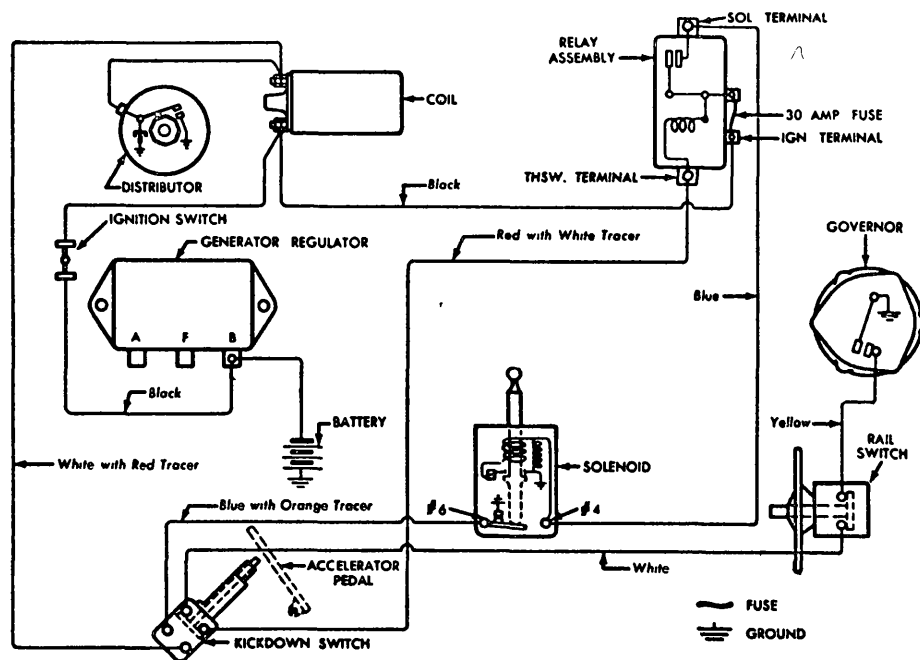 SOL TERMINAL
RELAY
ASSEMBLY
COIL
30 AMP FUSE
IGN TERMINAL
DISTRIBUTOR
THSW. TERMINAL
Black
IGNITION SWITCH
GENERATOR REGULATOR
Red with White Tracer
GOVERNOR
Blue
A F B
Black
BATTERY
Yellow
RAIL
SWITCH
SOLENOID
White with Red Tracer
Blue with Orange Tracer
#6
#4
ACCELERATOR
PEDAL
White
FUSE
KICKDOWN SWITCH
GROUND